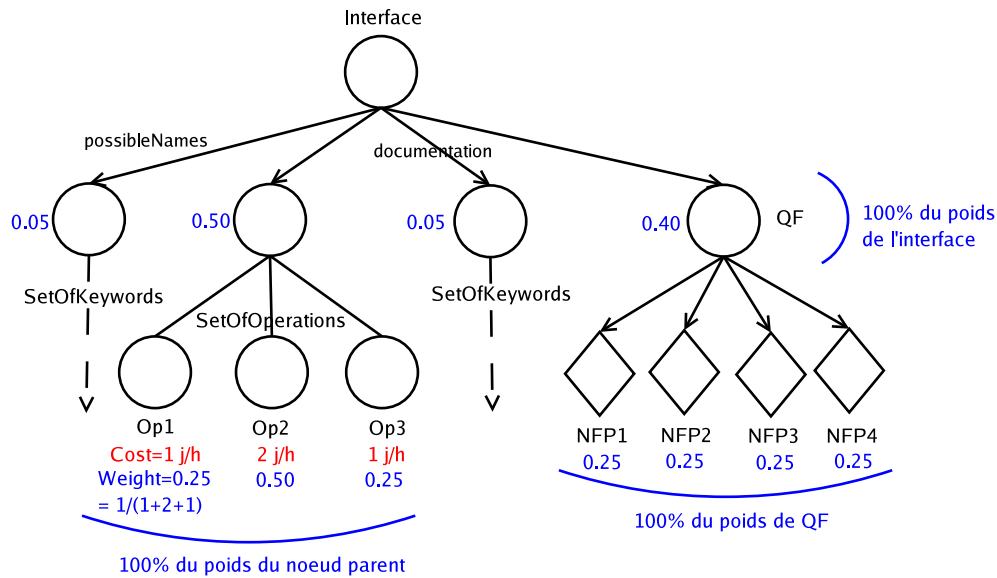 Interface
possibleNames
documentation
0.05
0.50
0.05
0.40
QF
100% du poids
de l'interface
SetOfKeywords
SetOfOperations
SetOfKeywords
Op1
Op2
Op3
Cost=1 j/h
2 j/h
1 j/h
Weight=0.25
0.50
0.25
= 1/(1+2+1)
100% du poids du noeud parent
NFP1
NFP2
NFP3
NFP4
0.25
0.25
0.25
0.25
100% du poids de QF